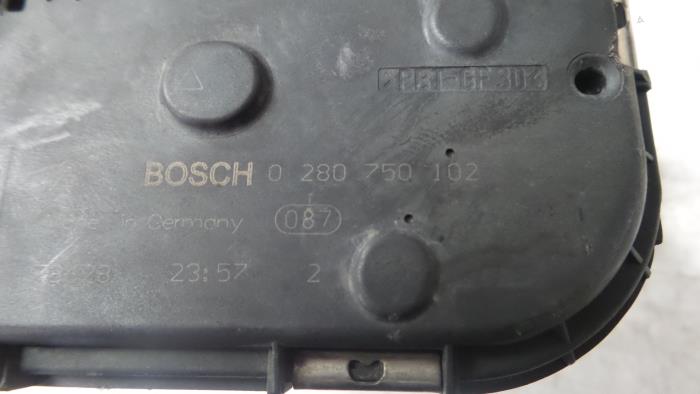 >PBT-GF30<
BOSCH 0 280 750 102
in Germany 087
23:57 2